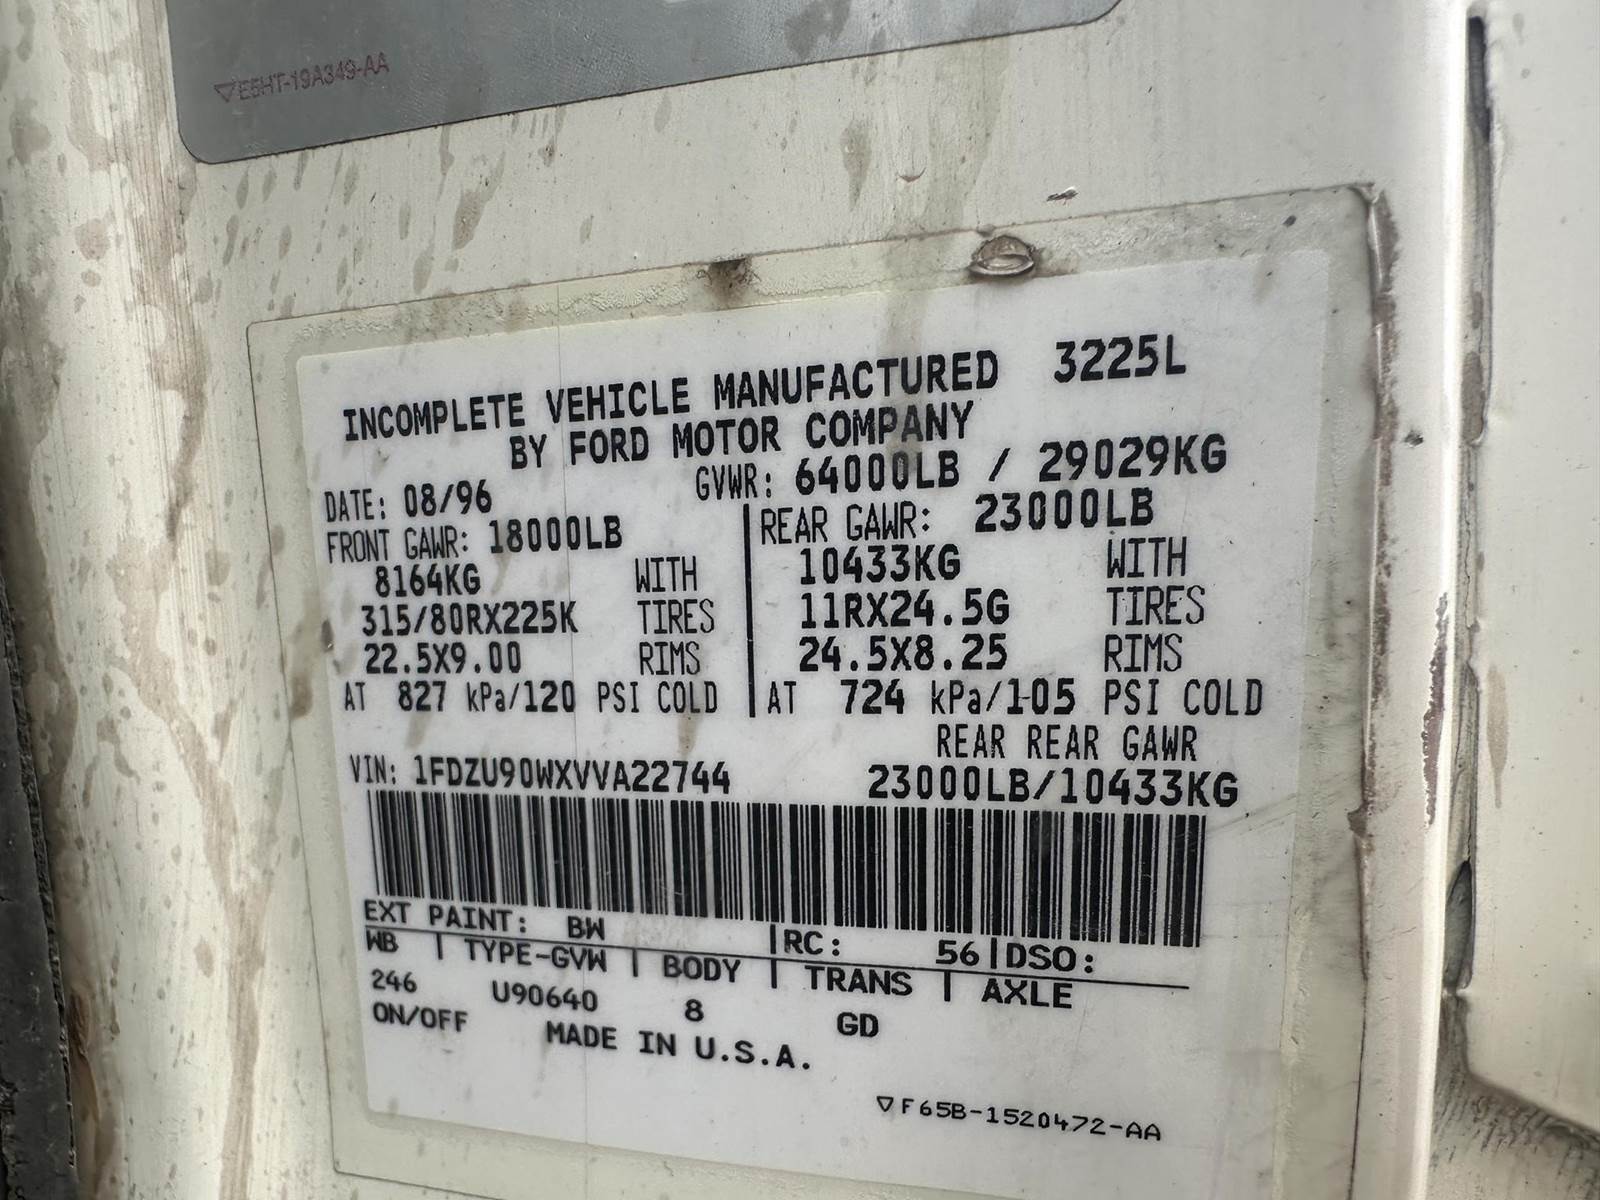 ▽E5HT-19A349-AA
INCOMPLETE VEHICLE MANUFACTURED 3225L
BY FORD MOTOR COMPANY
DATE: 08/96 GVWR: 64000LB / 29029KG
FRONT GAWR: 18000LB REAR GAWR: 23000LB
8164KG WITH 10433KG WITH
315/80RX225K TIRES 11RX24.5G TIRES
22.5X9.00 RIMS 24.5X8.25 RIMS
AT 827 kPa/120 PSI COLD AT 724 kPa/105 PSI COLD
REAR REAR GAWR
VIN: 1FDZU90WXVVA22744 23000LB/10433KG
EXT PAINT: BW RC: 56 DSO:
WB TYPE-GVW BODY TRANS AXLE
246 U90640 8 GD
ON/OFF MADE IN U.S.A.
▽F65B-1520472-AA